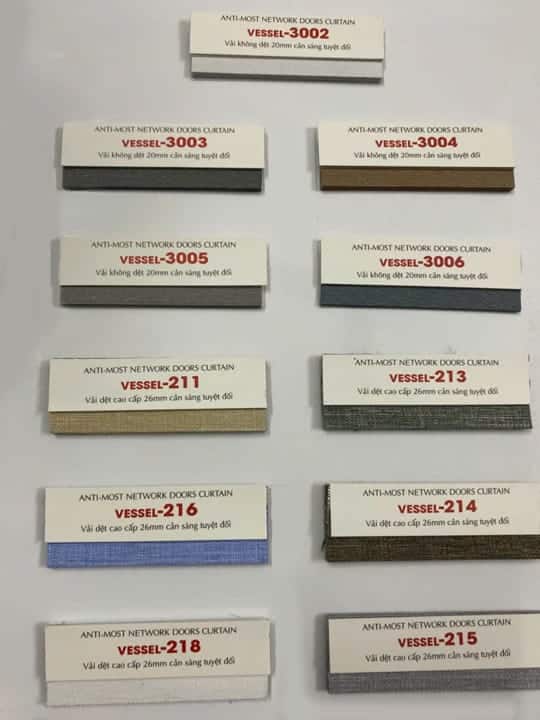 ANTI-MOST NETWORK DOORS CURTAIN
VESSEL-3002
Vải không dệt 20mm cản sáng tuyệt đối
ANTI-MOST NETWORK DOORS CURTAIN
VESSEL-3003
Vải không dệt 20mm cản sáng tuyệt đối
ANTI-MOST NETWORK DOORS CURTAIN
VESSEL-3004
Vải không dệt 20mm cản sáng tuyệt đối
ANTI-MOST NETWORK DOORS CURTAIN
VESSEL-3005
Vải không dệt 20mm cản sáng tuyệt đối
ANTI-MOST NETWORK DOORS CURTAIN
VESSEL-3006
Vải không dệt 20mm cản sáng tuyệt đối
ANTI-MOST NETWORK DOORS CURTAIN
VESSEL-211
Vải dệt cao cấp 26mm cản sáng tuyệt đối
ANTI-MOST NETWORK DOORS CURTAIN
VESSEL-213
Vải dệt cao cấp 26mm cản sáng tuyệt đối
ANTI-MOST NETWORK DOORS CURTAIN
VESSEL-216
Vải dệt cao cấp 26mm cản sáng tuyệt đối
ANTI-MOST NETWORK DOORS CURTAIN
VESSEL-214
Vải dệt cao cấp 26mm cản sáng tuyệt đối
ANTI-MOST NETWORK DOORS CURTAIN
VESSEL-218
Vải dệt cao cấp 26mm cản sáng tuyệt đối
ANTI-MOST NETWORK DOORS CURTAIN
VESSEL-215
Vải dệt cao cấp 26mm cản sáng tuyệt đối